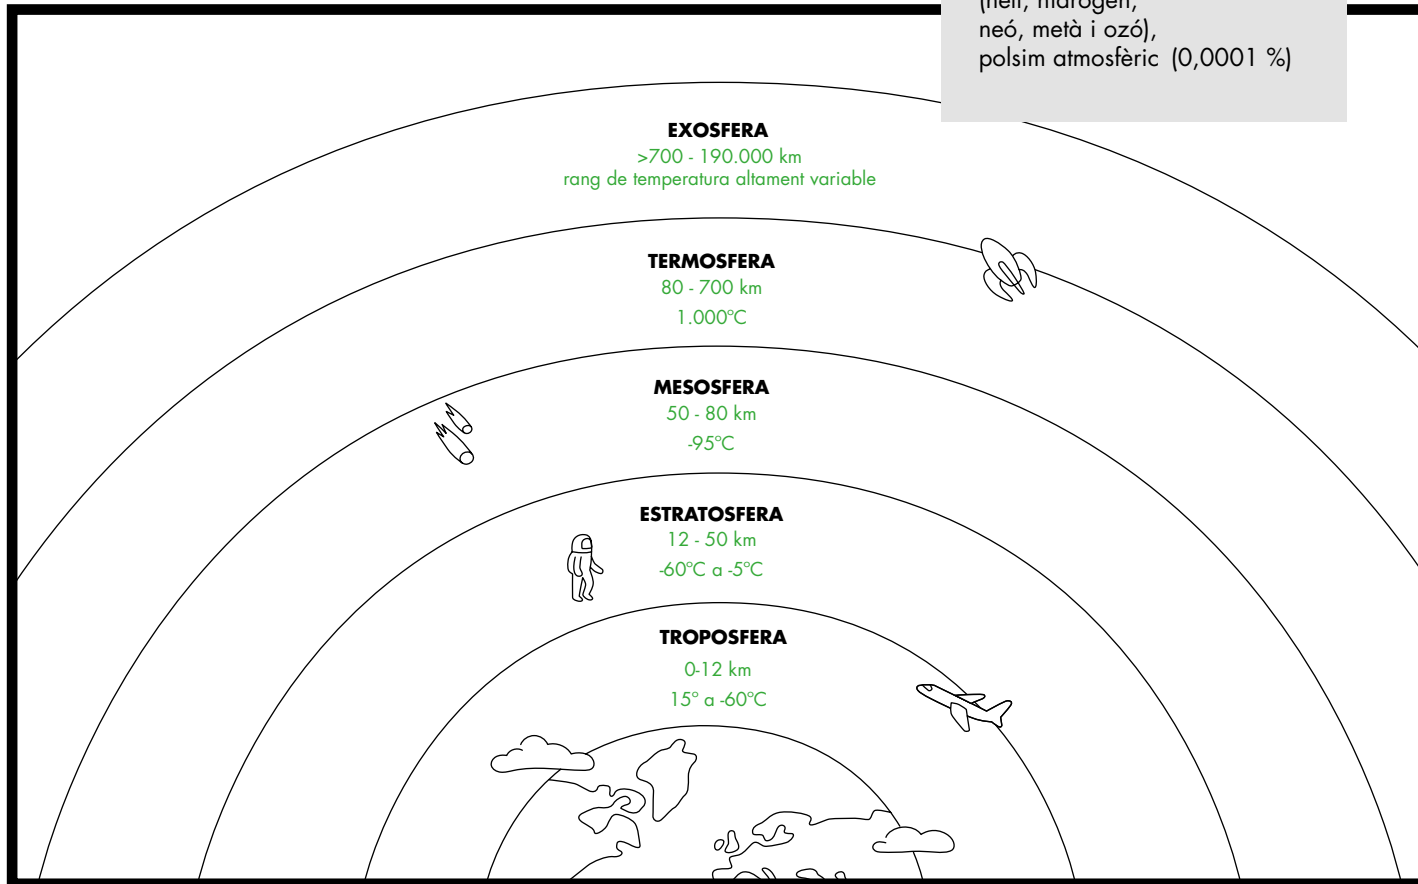 (heli, hidrogen,
neó, metà i ozó),
polsim atmosfèric (0,0001 %)
EXOSFERA
>700 - 190.000 km
rang de temperatura altament variable
TERMOSFERA
80 - 700 km
1.000ºC
MESOSFERA
50 - 80 km
-95ºC
ESTRATOSFERA
12 - 50 km
-60ºC a -5ºC
TROPOSFERA
0-12 km
15º a -60ºC